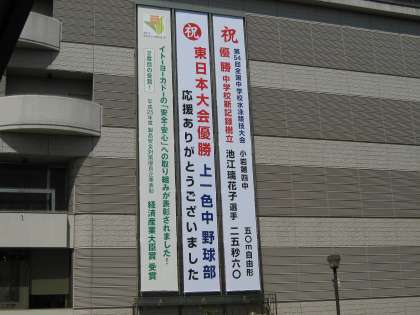 祝
第54回全国中学校水泳競技大会
優勝 中学校新記録樹立
小岩第四中
池江璃花子選手
五〇m自由形
二五秒六〇
祝
東日本大会優勝 上一色中 野球部
応援ありがとうございました
イトーヨーカドーの「安全・安心」への取り組みが表彰されました!
経済産業大臣賞 受賞